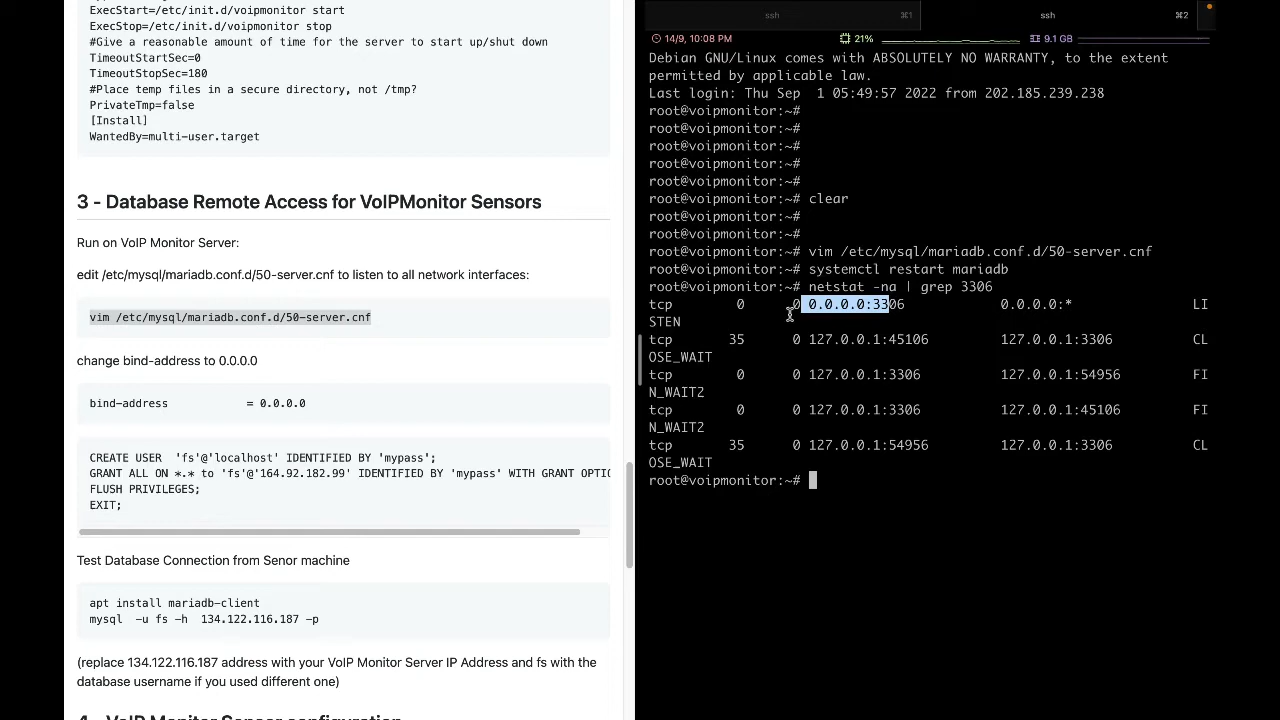 ExecStart=/etc/init.d/voipmonitor start
ExecStop=/etc/init.d/voipmonitor stop
#Give a reasonable amount of time for the server to start up/shut down
TimeoutStartSec=0
TimeoutStopSec=180
#Place temp files in a secure directory, not /tmp?
PrivateTmp=false
[Install]
WantedBy=multi-user.target
3 - Database Remote Access for VoIPMonitor Sensors
Run on VoIP Monitor Server:
edit /etc/mysql/mariadb.conf.d/50-server.cnf to listen to all network interfaces:
vim /etc/mysql/mariadb.conf.d/50-server.cnf
change bind-address to 0.0.0.0
bind-address = 0.0.0.0
CREATE USER 'fs'@'localhost' IDENTIFIED BY 'mypass';
GRANT ALL ON *.* to 'fs'@'164.92.182.99' IDENTIFIED BY 'mypass' WITH GRANT OPTIO
FLUSH PRIVILEGES;
EXIT;
Test Database Connection from Senor machine
apt install mariadb-client
mysql -u fs -h 134.122.116.187 -p
(replace 134.122.116.187 address with your VoIP Monitor Server IP Address and fs with the
database username if you used different one)
4 - VoIP Monitor Sensor configuration
ssh ⌘1 ssh ⌘2
14/9, 10:08 PM 21% 9.1 GB
Debian GNU/Linux comes with ABSOLUTELY NO WARRANTY, to the extent
permitted by applicable law.
Last login: Thu Sep 1 05:49:57 2022 from 202.185.239.238
root@voipmonitor:~#
root@voipmonitor:~#
root@voipmonitor:~#
root@voipmonitor:~#
root@voipmonitor:~#
root@voipmonitor:~# clear
root@voipmonitor:~#
root@voipmonitor:~#
root@voipmonitor:~# vim /etc/mysql/mariadb.conf.d/50-server.cnf
root@voipmonitor:~# systemctl restart mariadb
root@voipmonitor:~# netstat -na | grep 3306
tcp 0 0 0.0.0.0:3306 0.0.0.0:* LI
STEN
tcp 35 0 127.0.0.1:45106 127.0.0.1:3306 CL
OSE_WAIT
tcp 0 0 127.0.0.1:3306 127.0.0.1:54956 FI
N_WAIT2
tcp 0 0 127.0.0.1:3306 127.0.0.1:45106 FI
N_WAIT2
tcp 35 0 127.0.0.1:54956 127.0.0.1:3306 CL
OSE_WAIT
root@voipmonitor:~#